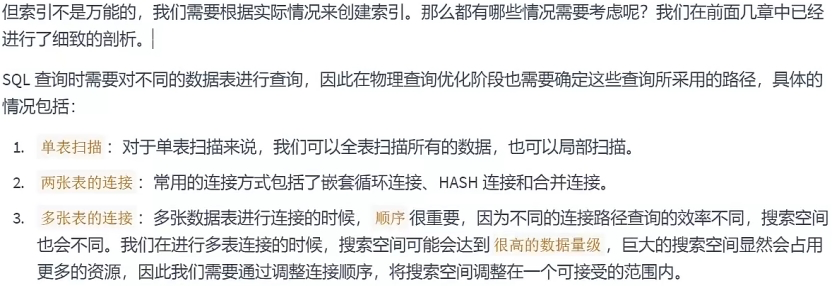 但索引不是万能的，我们需要根据实际情况来创建索引。那么都有哪些情况需要考虑呢？我们在前面几章中已经
进行了细致的剖析。
SQL 查询时需要对不同的数据表进行查询，因此在物理查询优化阶段也需要确定这些查询所采用的路径，具体的
情况包括：
1. 单表扫描：对于单表扫描来说，我们可以全表扫描所有的数据，也可以局部扫描。
2. 两张表的连接：常用的连接方式包括了嵌套循环连接、HASH 连接和合并连接。
3. 多张表的连接：多张数据表进行连接的时候，顺序 很重要，因为不同的连接路径查询的效率不同，搜索空间
也会不同。我们在进行多表连接的时候，搜索空间可能会达到 很高的数据量级，巨大的搜索空间显然会占用
更多的资源，因此我们需要通过调整连接顺序，将搜索空间调整在一个可接受的范围内。